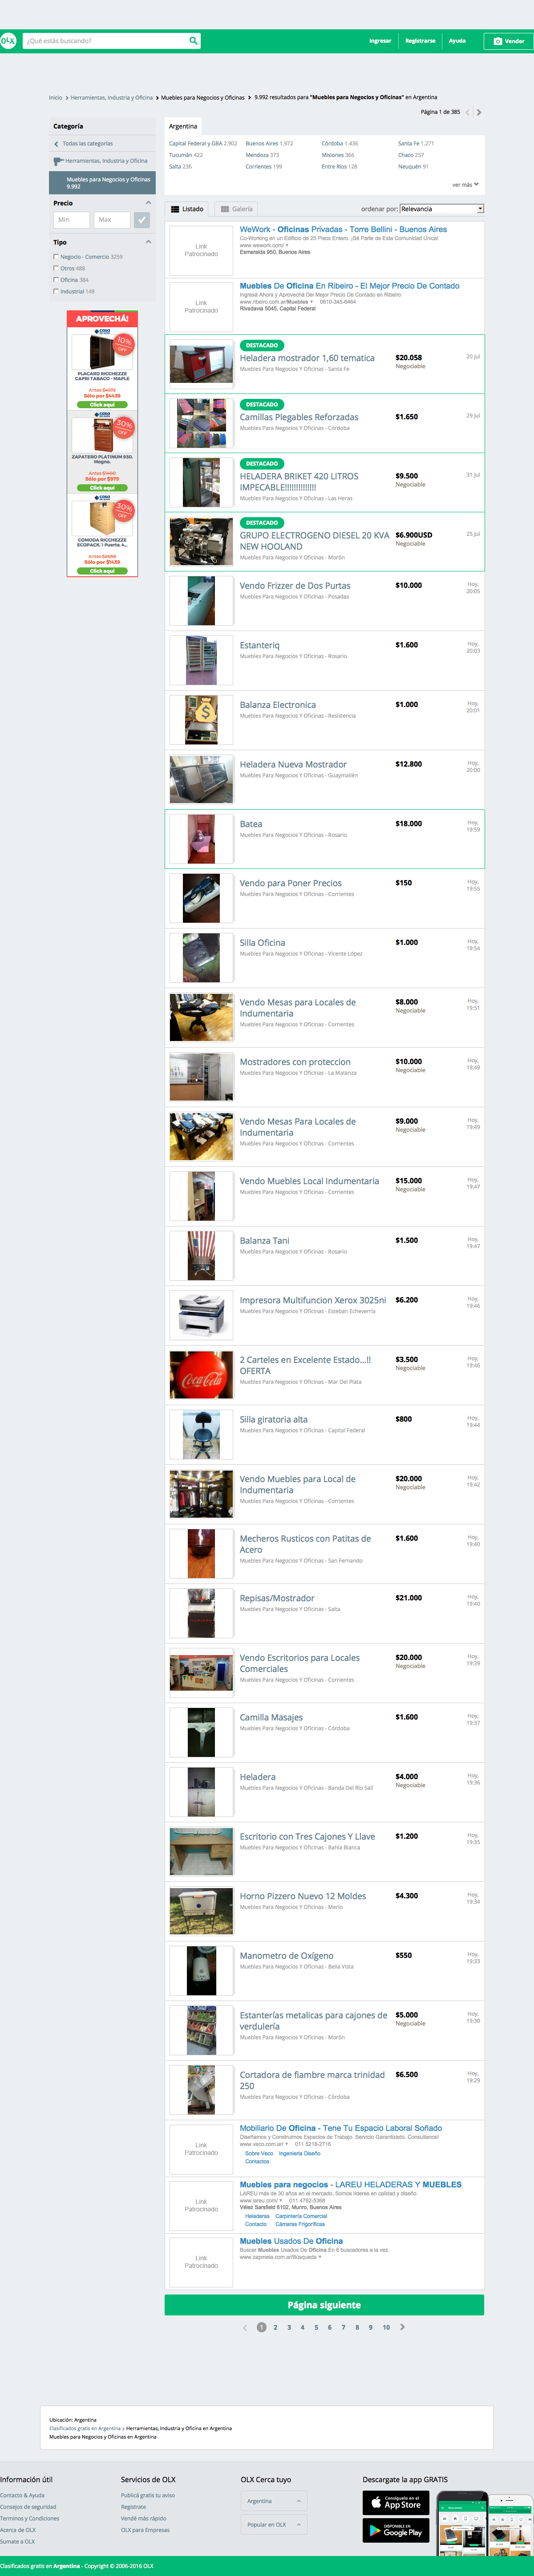 OLX
¿Qué estás buscando?
Ingresar
Registrarse
Ayuda
Vender
Inicio > Herramientas, Industria y Oficina > Muebles para Negocios y Oficinas > 9.992 resultados para "Muebles para Negocios y Oficinas" en Argentina
Página 1 de 385
Categoría
Todas las categorías
Herramientas, Industria y Oficina
Muebles para Negocios y Oficinas
9.992
Precio
Min
Max
Tipo
Negocio - Comercio 3259
Otros 488
Oficina 384
Industrial 149
APROVECHÁ!
10% OFF
PLACARD RICCHEZZE
CAPRI TABACO - MAPLE
Sólo por $4439
Click aquí
30% OFF
ZAPATERO PLATINUM 930.
Mogno.
Sólo por $979
Click aquí
30% OFF
COMODA RICCHEZZE
ECOPACK. 1 Puerta, 4...
Sólo por $1439
Click aquí
Argentina
Capital Federal y GBA 2,902
Buenos Aires 1.972
Córdoba 1.436
Santa Fe 1.271
Tucumán 422
Mendoza 373
Misiones 366
Chaco 257
Salta 236
Corrientes 199
Entre Ríos 128
Neuquén 91
ver más
Listado
Galería
ordenar por: Relevancia
Link
Patrocinado
WeWork - Oficinas Privadas - Torre Bellini - Buenos Aires
Co-Working en un Edificio de 25 Pisos Entero. ¡Sé Parte de Esta Comunidad Única!
www.wework.com/
Esmeralda 950, Buenos Aires
Link
Patrocinado
Muebles De Oficina En Ribeiro - El Mejor Precio De Contado
Ingresá Ahora y Aprovechá Del Mejor Precio De Contado en Ribeiro
www.ribeiro.com.ar/Muebles 0810-345-6464
Rivadavia 5045, Capital Federal
DESTACADO
Heladera mostrador 1,60 tematica
Muebles Para Negocios Y Oficinas - Santa Fe
$20.058
Negociable
20 Jul
DESTACADO
Camillas Plegables Reforzadas
Muebles Para Negocios Y Oficinas - Córdoba
$1.650
29 Jul
DESTACADO
HELADERA BRIKET 420 LITROS
IMPECABLE!!!!!!!!!!!!!!
Muebles Para Negocios Y Oficinas - Las Heras
$9.500
Negociable
31 Jul
DESTACADO
GRUPO ELECTROGENO DIESEL 20 KVA
NEW HOOLAND
Muebles Para Negocios Y Oficinas - Morón
$6.900USD
Negociable
25 Jul
Vendo Frizzer de Dos Purtas
Muebles Para Negocios Y Oficinas - Posadas
$10.000
Hoy,
20:05
Estanteriq
Muebles Para Negocios Y Oficinas - Rosario
$1.600
Hoy,
20:03
Balanza Electronica
Muebles Para Negocios Y Oficinas - Resistencia
$1.000
Hoy,
20:01
Heladera Nueva Mostrador
Muebles Para Negocios Y Oficinas - Guaymallén
$12.800
Hoy,
20:00
Batea
Muebles Para Negocios Y Oficinas - Rosario
$18.000
Hoy,
19:59
Vendo para Poner Precios
Muebles Para Negocios Y Oficinas - Corrientes
$150
Hoy,
19:55
Silla Oficina
Muebles Para Negocios Y Oficinas - Vicente López
$1.000
Hoy,
19:54
Vendo Mesas para Locales de
Indumentaria
Muebles Para Negocios Y Oficinas - Corrientes
$8.000
Negociable
Hoy,
19:51
Mostradores con proteccion
Muebles Para Negocios Y Oficinas - La Matanza
$10.000
Negociable
Hoy,
19:49
Vendo Mesas Para Locales de
Indumentaria
Muebles Para Negocios Y Oficinas - Corrientes
$9.000
Negociable
Hoy,
19:49
Vendo Muebles Local Indumentaria
Muebles Para Negocios Y Oficinas - Corrientes
$15.000
Negociable
Hoy,
19:47
Balanza Tani
Muebles Para Negocios Y Oficinas - Rosario
$1.500
Hoy,
19:47
Impresora Multifuncion Xerox 3025ni
Muebles Para Negocios Y Oficinas - Esteban Echeverría
$6.200
Hoy,
19:46
Coca-Cola
2 Carteles en Excelente Estado...!!
OFERTA
Muebles Para Negocios Y Oficinas - Mar Del Plata
$3.500
Negociable
Hoy,
19:46
Silla giratoria alta
Muebles Para Negocios Y Oficinas - Capital Federal
$800
Hoy,
19:44
Vendo Muebles para Local de
Indumentaria
Muebles Para Negocios Y Oficinas - Corrientes
$20.000
Negociable
Hoy,
19:42
Mecheros Rusticos con Patitas de
Acero
Muebles Para Negocios Y Oficinas - San Fernando
$1.600
Hoy,
19:40
Repisas/Mostrador
Muebles Para Negocios Y Oficinas - Salta
$21.000
Hoy,
19:40
Vendo Escritorios para Locales
Comerciales
Muebles Para Negocios Y Oficinas - Corrientes
$20.000
Negociable
Hoy,
19:39
Camilla Masajes
Muebles Para Negocios Y Oficinas - Córdoba
$1.600
Hoy,
19:37
Heladera
Muebles Para Negocios Y Oficinas - Banda Del Río Salí
$4.000
Negociable
Hoy,
19:36
Escritorio con Tres Cajones Y Llave
Muebles Para Negocios Y Oficinas - Bahía Blanca
$1.200
Hoy,
19:35
Horno Pizzero Nuevo 12 Moldes
Muebles Para Negocios Y Oficinas - Merlo
$4.300
Hoy,
19:34
Manometro de Oxígeno
Muebles Para Negocios Y Oficinas - Bella Vista
$550
Hoy,
19:33
Estanterías metalicas para cajones de
verdulería
Muebles Para Negocios Y Oficinas - Morón
$5.000
Negociable
Hoy,
19:30
Cortadora de fiambre marca trinidad
250
Muebles Para Negocios Y Oficinas - Córdoba
$6.500
Hoy,
19:29
Link
Patrocinado
Mobiliario De Oficina - Tene Tu Espacio Laboral Soñado
Diseñamos y Construimos Espacios de Trabajo. Servicio Garantizado. Consultanos!
www.veco.com.ar/ 011 5218-2716
Sobre Veco Ingeniería Diseño
Contactos
Link
Patrocinado
Muebles para negocios - LAREU HELADERAS Y MUEBLES
LAREU más de 30 años en el mercado. Somos líderes en calidad y diseño
www.lareu.com/ 011 4762-5368
Vélez Sarsfield 5102, Munro, Buenos Aires
Heladeras Carpintería Comercial
Contacto Cámaras Frigoríficas
Link
Patrocinado
Muebles Usados De Oficina
Buscar Muebles Usados De Oficina En 6 buscadores a la vez.
www.zapmeta.com.ar/Búsqueda
Página siguiente
1 2 3 4 5 6 7 8 9 10
Ubicación: Argentina
Clasificados gratis en Argentina > Herramientas, Industria y Oficina en Argentina
Muebles para Negocios y Oficinas en Argentina
Información útil
Contacto & Ayuda
Consejos de seguridad
Terminos y Condiciones
Acerca de OLX
Sumate a OLX
Servicios de OLX
Publicá gratis tu aviso
Registrate
Vendé más rápido
OLX para Empresas
OLX Cerca tuyo
Argentina
Popular en OLX
Descargate la app GRATIS
Consíguelo en el
App Store
DISPONIBLE EN
Google Play
Clasificados gratis en Argentina - Copyright © 2006-2016 OLX